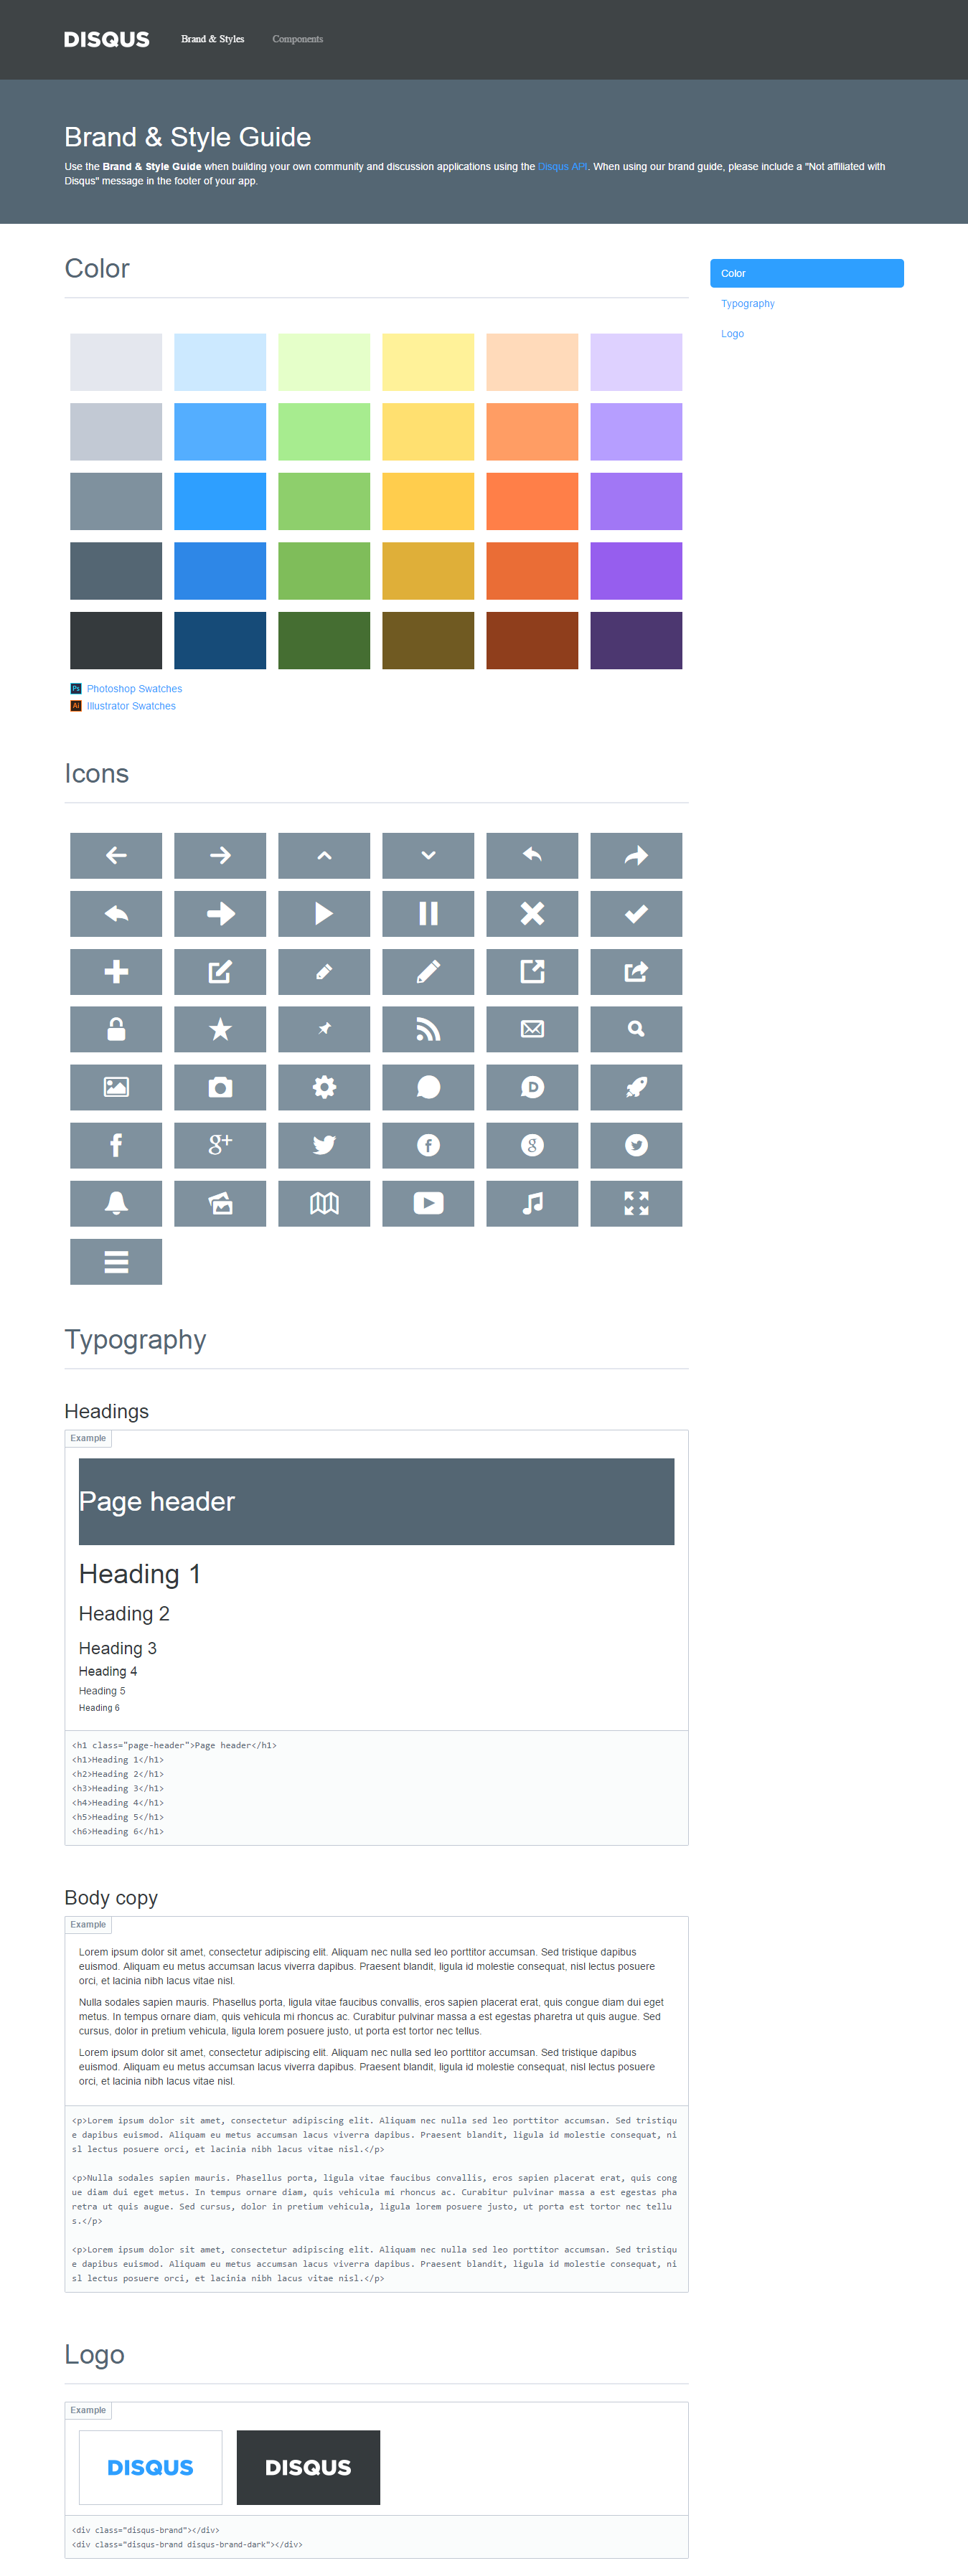 DISQUS Brand & Styles Components
Brand & Style Guide
Use the Brand & Style Guide when building your own community and discussion applications using the Disqus API. When using our brand guide, please include a "Not affiliated with
Disqus" message in the footer of your app.
Color
Color
Typography
Logo
Ps Photoshop Swatches
Ai Illustrator Swatches
Icons
D
f
g+
f
g
Typography
Headings
Example
Page header
Heading 1
Heading 2
Heading 3
Heading 4
Heading 5
Heading 6
<h1 class="page-header">Page header</h1>
<h1>Heading 1</h1>
<h2>Heading 2</h1>
<h3>Heading 3</h1>
<h4>Heading 4</h1>
<h5>Heading 5</h1>
<h6>Heading 6</h1>
Body copy
Example
Lorem ipsum dolor sit amet, consectetur adipiscing elit. Aliquam nec nulla sed leo porttitor accumsan. Sed tristique dapibus
euismod. Aliquam eu metus accumsan lacus viverra dapibus. Praesent blandit, ligula id molestie consequat, nisl lectus posuere
orci, et lacinia nibh lacus vitae nisl.
Nulla sodales sapien mauris. Phasellus porta, ligula vitae faucibus convallis, eros sapien placerat erat, quis congue diam dui eget
metus. In tempus ornare diam, quis vehicula mi rhoncus ac. Curabitur pulvinar massa a est egestas pharetra ut quis augue. Sed
cursus, dolor in pretium vehicula, ligula lorem posuere justo, ut porta est tortor nec tellus.
Lorem ipsum dolor sit amet, consectetur adipiscing elit. Aliquam nec nulla sed leo porttitor accumsan. Sed tristique dapibus
euismod. Aliquam eu metus accumsan lacus viverra dapibus. Praesent blandit, ligula id molestie consequat, nisl lectus posuere
orci, et lacinia nibh lacus vitae nisl.
<p>Lorem ipsum dolor sit amet, consectetur adipiscing elit. Aliquam nec nulla sed leo porttitor accumsan. Sed tristiqu
e dapibus euismod. Aliquam eu metus accumsan lacus viverra dapibus. Praesent blandit, ligula id molestie consequat, ni
sl lectus posuere orci, et lacinia nibh lacus vitae nisl.</p>
<p>Nulla sodales sapien mauris. Phasellus porta, ligula vitae faucibus convallis, eros sapien placerat erat, quis cong
ue diam dui eget metus. In tempus ornare diam, quis vehicula mi rhoncus ac. Curabitur pulvinar massa a est egestas pha
retra ut quis augue. Sed cursus, dolor in pretium vehicula, ligula lorem posuere justo, ut porta est tortor nec tellu
s.</p>
<p>Lorem ipsum dolor sit amet, consectetur adipiscing elit. Aliquam nec nulla sed leo porttitor accumsan. Sed tristiqu
e dapibus euismod. Aliquam eu metus accumsan lacus viverra dapibus. Praesent blandit, ligula id molestie consequat, ni
sl lectus posuere orci, et lacinia nibh lacus vitae nisl.</p>
Logo
Example
DISQUS DISQUS
<div class="disqus-brand"></div>
<div class="disqus-brand disqus-brand-dark"></div>